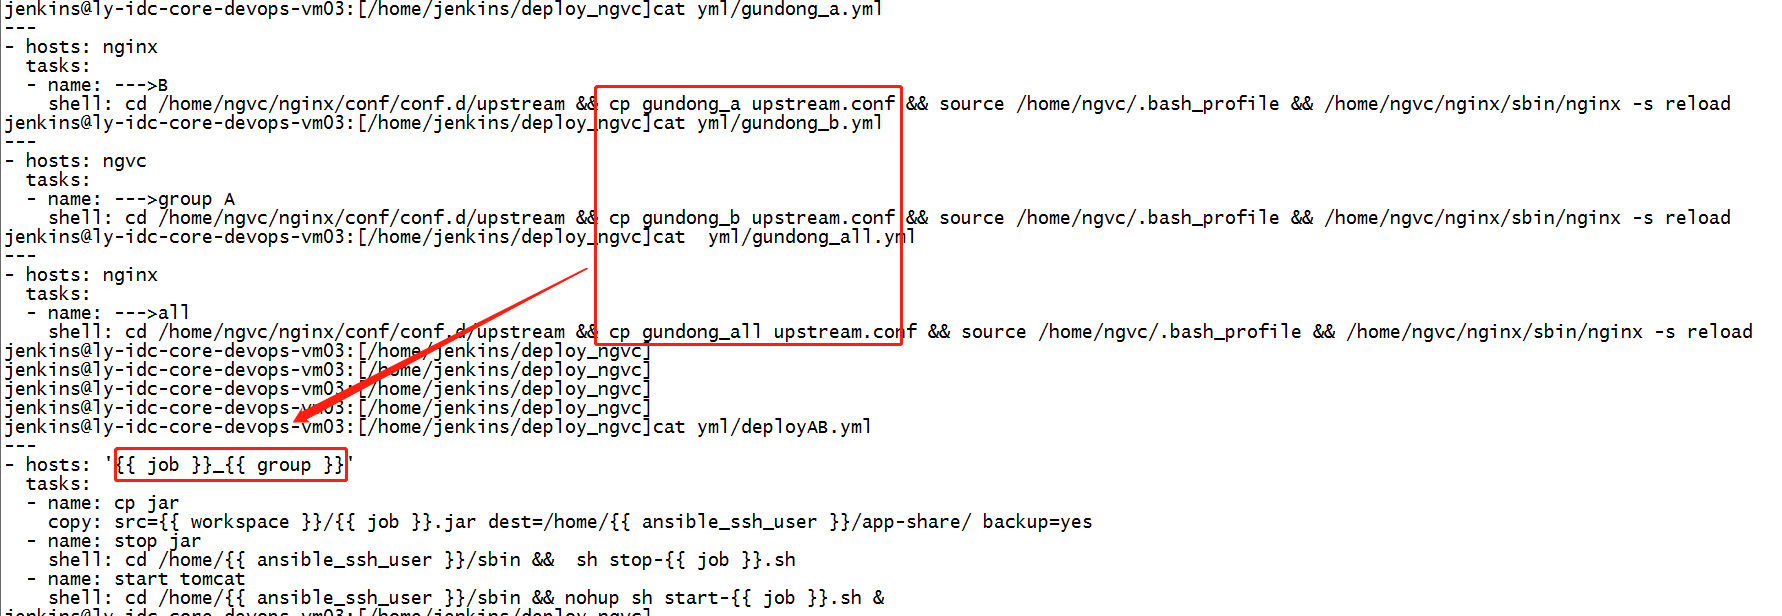 jenkins@ly-idc-core-devops-vm03:[/home/jenkins/deploy_ngvc]cat yml/gundong_a.yml
---
- hosts: nginx
  tasks:
  - name: --->B
    shell: cd /home/ngvc/nginx/conf/conf.d/upstream && cp gundong_a upstream.conf && source /home/ngvc/.bash_profile && /home/ngvc/nginx/sbin/nginx -s reload
jenkins@ly-idc-core-devops-vm03:[/home/jenkins/deploy_ngvc]cat yml/gundong_b.yml
---
- hosts: ngvc
  tasks:
  - name: --->group A
    shell: cd /home/ngvc/nginx/conf/conf.d/upstream && cp gundong_b upstream.conf && source /home/ngvc/.bash_profile && /home/ngvc/nginx/sbin/nginx -s reload
jenkins@ly-idc-core-devops-vm03:[/home/jenkins/deploy_ngvc]cat  yml/gundong_all.yml
---
- hosts: nginx
  tasks:
  - name: --->all
    shell: cd /home/ngvc/nginx/conf/conf.d/upstream && cp gundong_all upstream.conf && source /home/ngvc/.bash_profile && /home/ngvc/nginx/sbin/nginx -s reload
jenkins@ly-idc-core-devops-vm03:[/home/jenkins/deploy_ngvc]
jenkins@ly-idc-core-devops-vm03:[/home/jenkins/deploy_ngvc]
jenkins@ly-idc-core-devops-vm03:[/home/jenkins/deploy_ngvc]
jenkins@ly-idc-core-devops-vm03:[/home/jenkins/deploy_ngvc]
jenkins@ly-idc-core-devops-vm03:[/home/jenkins/deploy_ngvc]cat yml/deployAB.yml
---
- hosts: '{{ job }}_{{ group }}'
  tasks:
  - name: cp jar
    copy: src={{ workspace }}/{{ job }}.jar dest=/home/{{ ansible_ssh_user }}/app-share/ backup=yes
  - name: stop jar
    shell: cd /home/{{ ansible_ssh_user }}/sbin &&  sh stop-{{ job }}.sh
  - name: start tomcat
    shell: cd /home/{{ ansible_ssh_user }}/sbin && nohup sh start-{{ job }}.sh &
jenkins@ly-idc-core-devops-vm03:[/home/jenkins/deploy_ngvc]